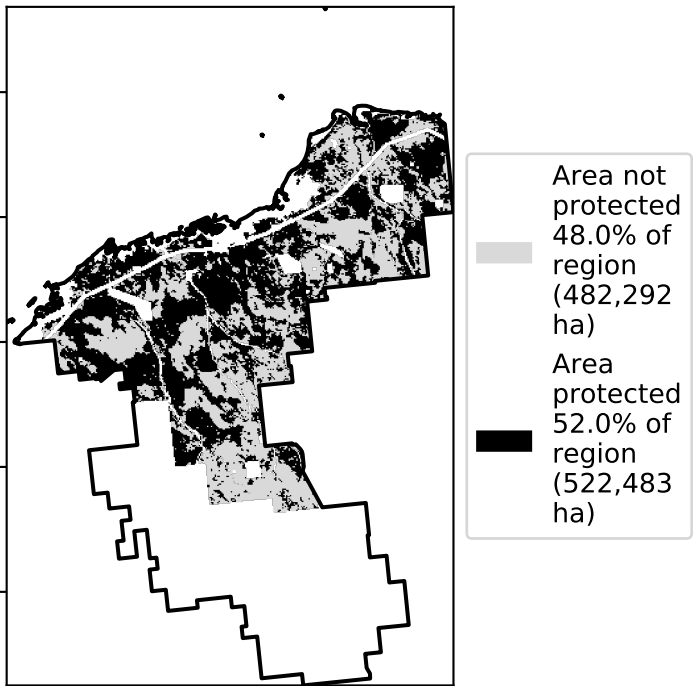 Area not
protected
48.0% of
region
(482,292
ha)
Area
protected
52.0% of
region
(522,483
ha)